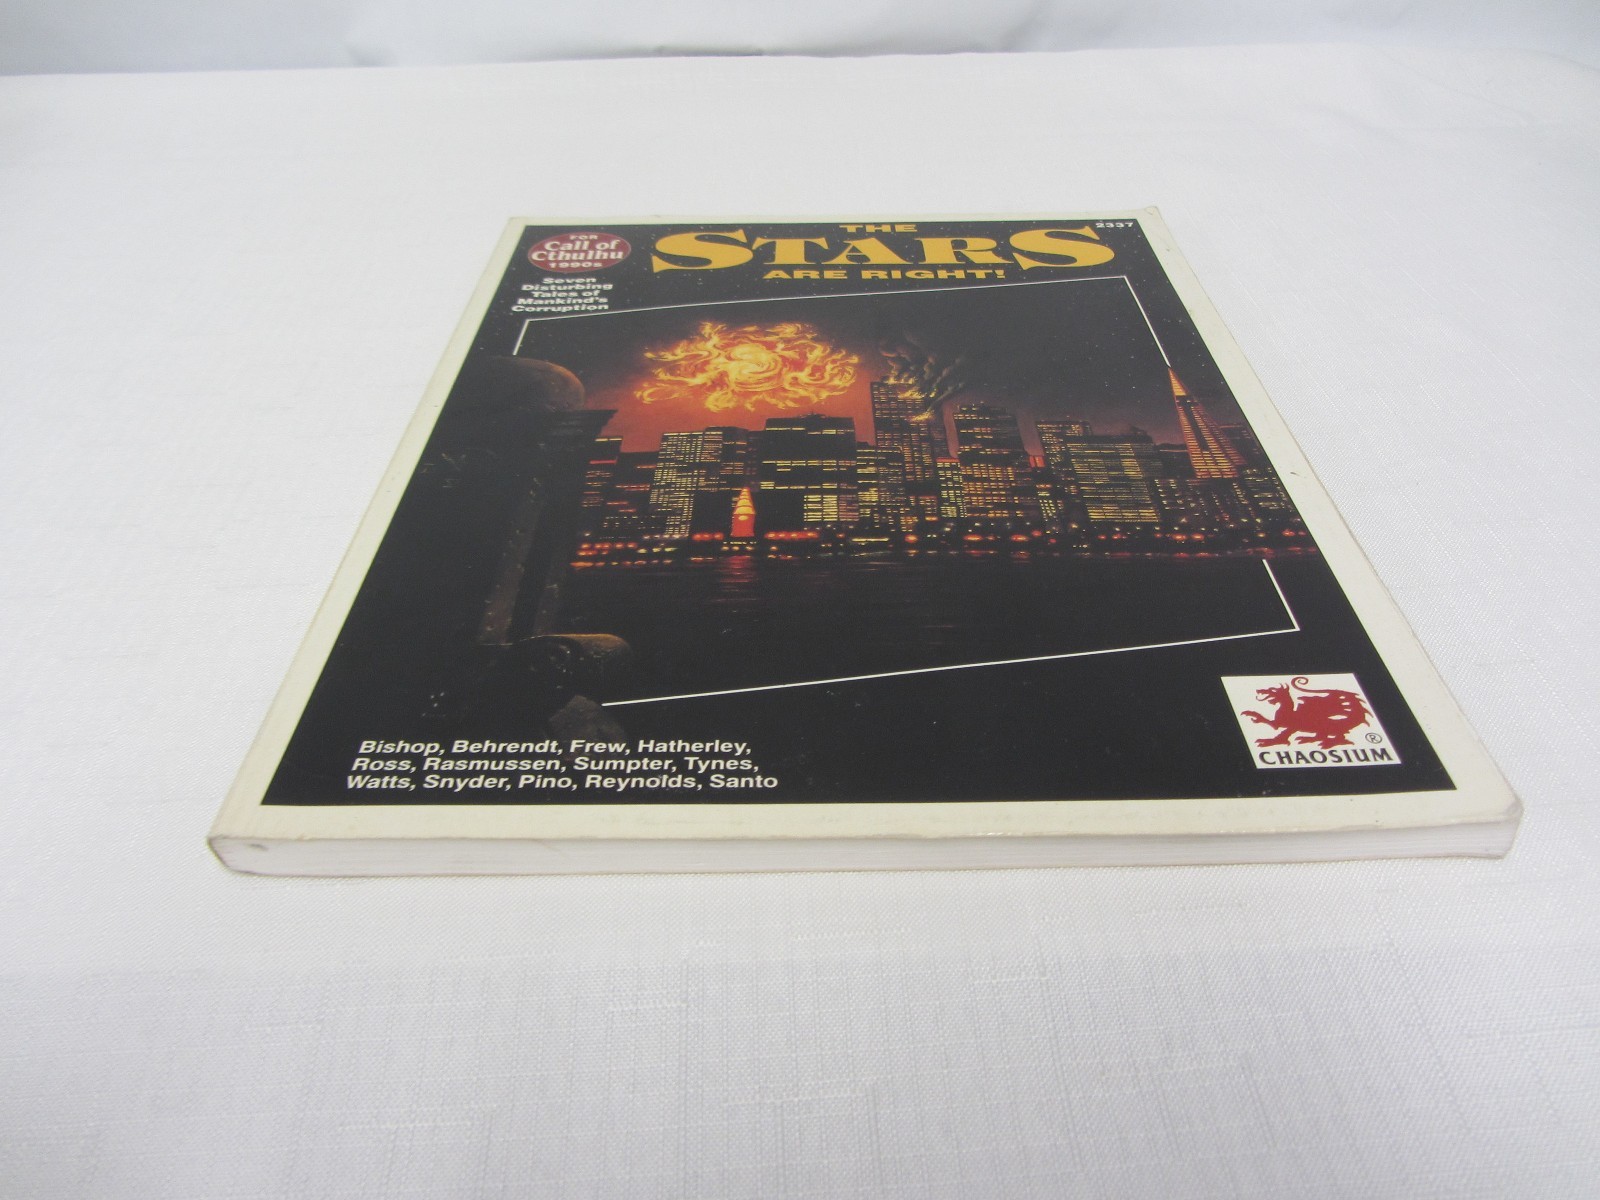 THE
STARS
ARE RIGHT!
2337
FOR
Call of
Cthulhu
1990s
Seven
Disturbing
Tales of
Mankind's
Corruption
Bishop, Behrendt, Frew, Hatherley,
Ross, Rasmussen, Sumpter, Tynes,
Watts, Snyder, Pino, Reynolds, Santo
®
CHAOSIUM